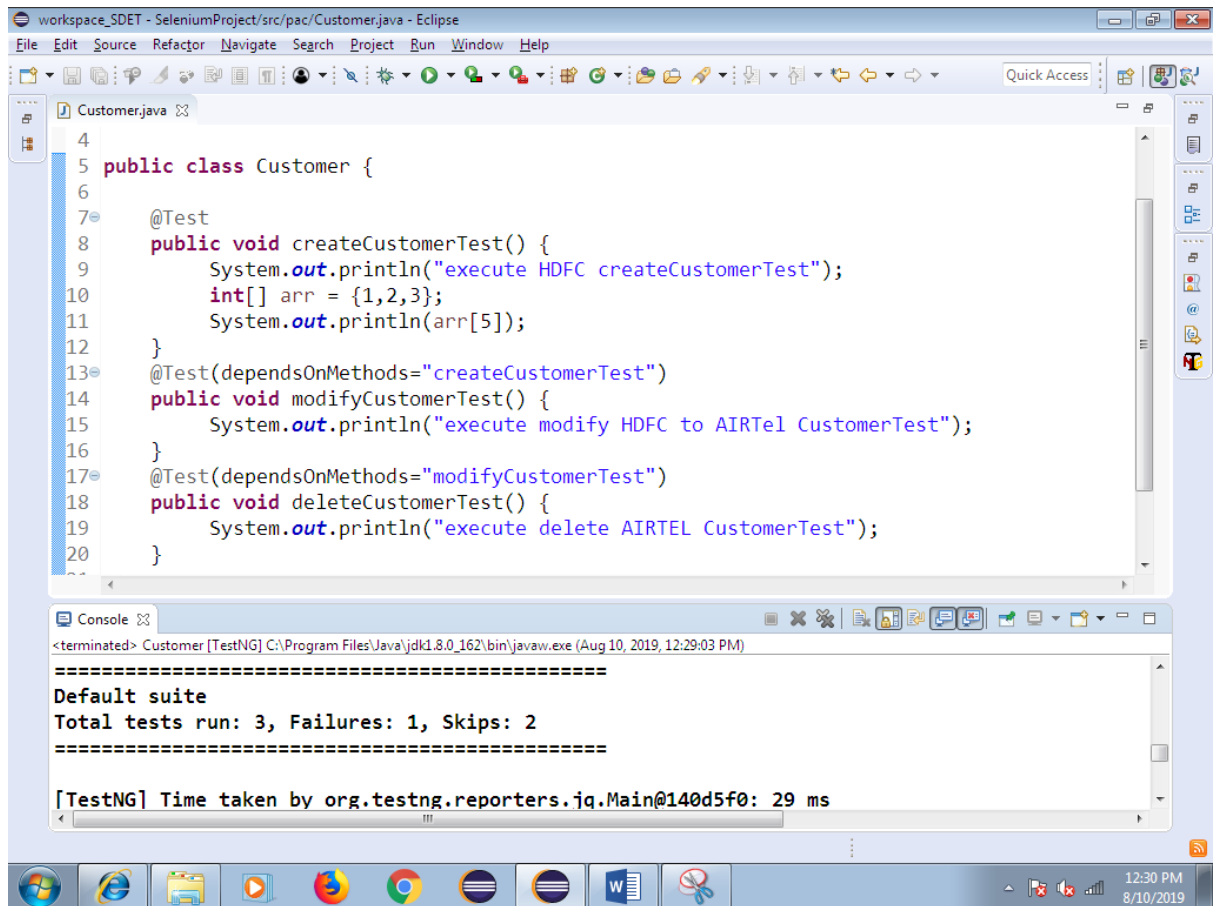 workspace_SDET - SeleniumProject/src/pac/Customer.java - Eclipse
File Edit Source Refactor Navigate Search Project Run Window Help
Quick Access
Customer.java
4
5 public class Customer {
6
7 @Test
8 public void createCustomerTest() {
9 System.out.println("execute HDFC createCustomerTest");
10 int[] arr = {1,2,3};
11 System.out.println(arr[5]);
12 }
13 @Test(dependsOnMethods="createCustomerTest")
14 public void modifyCustomerTest() {
15 System.out.println("execute modify HDFC to AIRTel CustomerTest");
16 }
17 @Test(dependsOnMethods="modifyCustomerTest")
18 public void deleteCustomerTest() {
19 System.out.println("execute delete AIRTEL CustomerTest");
20 }
Console
<terminated> Customer [TestNG] C:\Program Files\Java\jdk1.8.0_162\bin\javaw.exe (Aug 10, 2019, 12:29:03 PM)
===============================================
Default suite
Total tests run: 3, Failures: 1, Skips: 2
===============================================
[TestNG] Time taken by org.testng.reporters.jq.Main@140d5f0: 29 ms
12:30 PM
8/10/2019